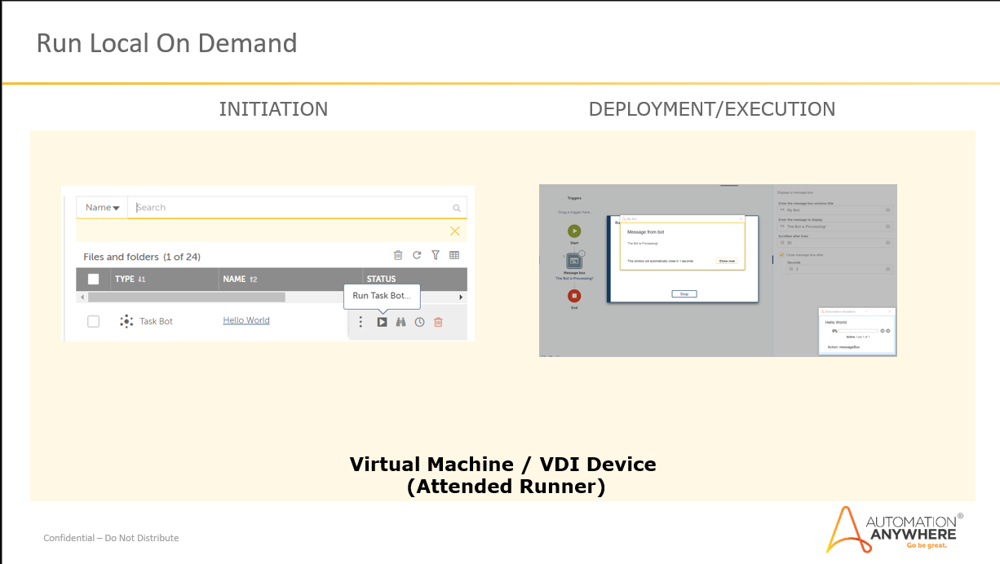 Run Local On Demand
INITIATION
DEPLOYMENT/EXECUTION
Name
Search
Files and folders (1 of 24)
TYPE
NAME
STATUS
Run Task Bot...
Task Bot
Hello World
Triggers
Drag a trigger here...
Start
Message box
"The Bot is Processing!"
End
Ru
My bot
Message from bot
The Bot is Processing!
This window will automatically close in 1 seconds
Close now
Stop
Displays a message box
Enter the message box window title
My Bot
Enter the message to display
The Bot is Processing!
Scrollbar after lines
Close message box after
Seconds
Automation Anywhere
Hello World
0%
Active: Line 1 of 1
Action: messageBox
Virtual Machine / VDI Device
(Attended Runner)
Confidential – Do Not Distribute
AUTOMATION®
ANYWHERE
Go be great.